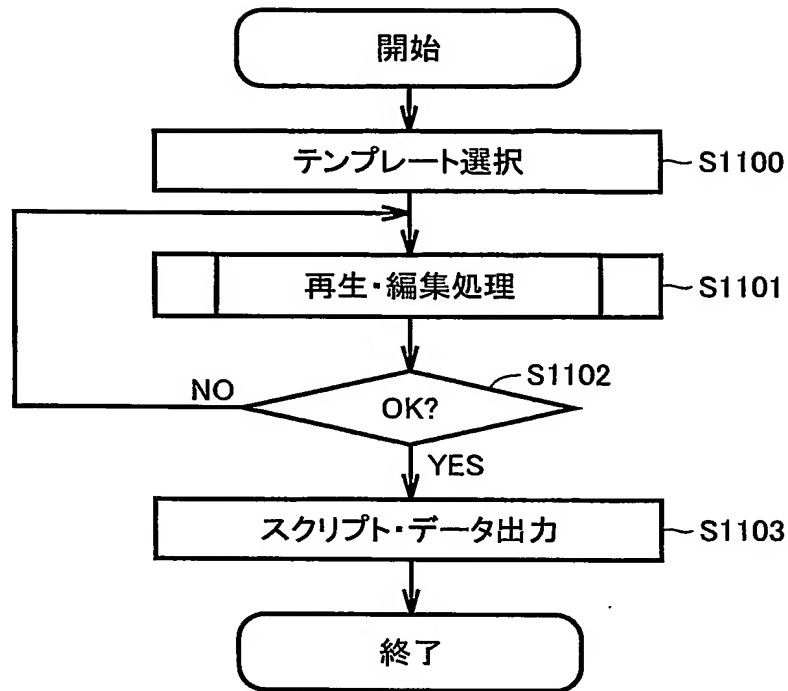 開始
テンプレート選択
S1100
再生・編集処理
S1101
S1102
NO
OK?
YES
スクリプト・データ出力
S1103
終了